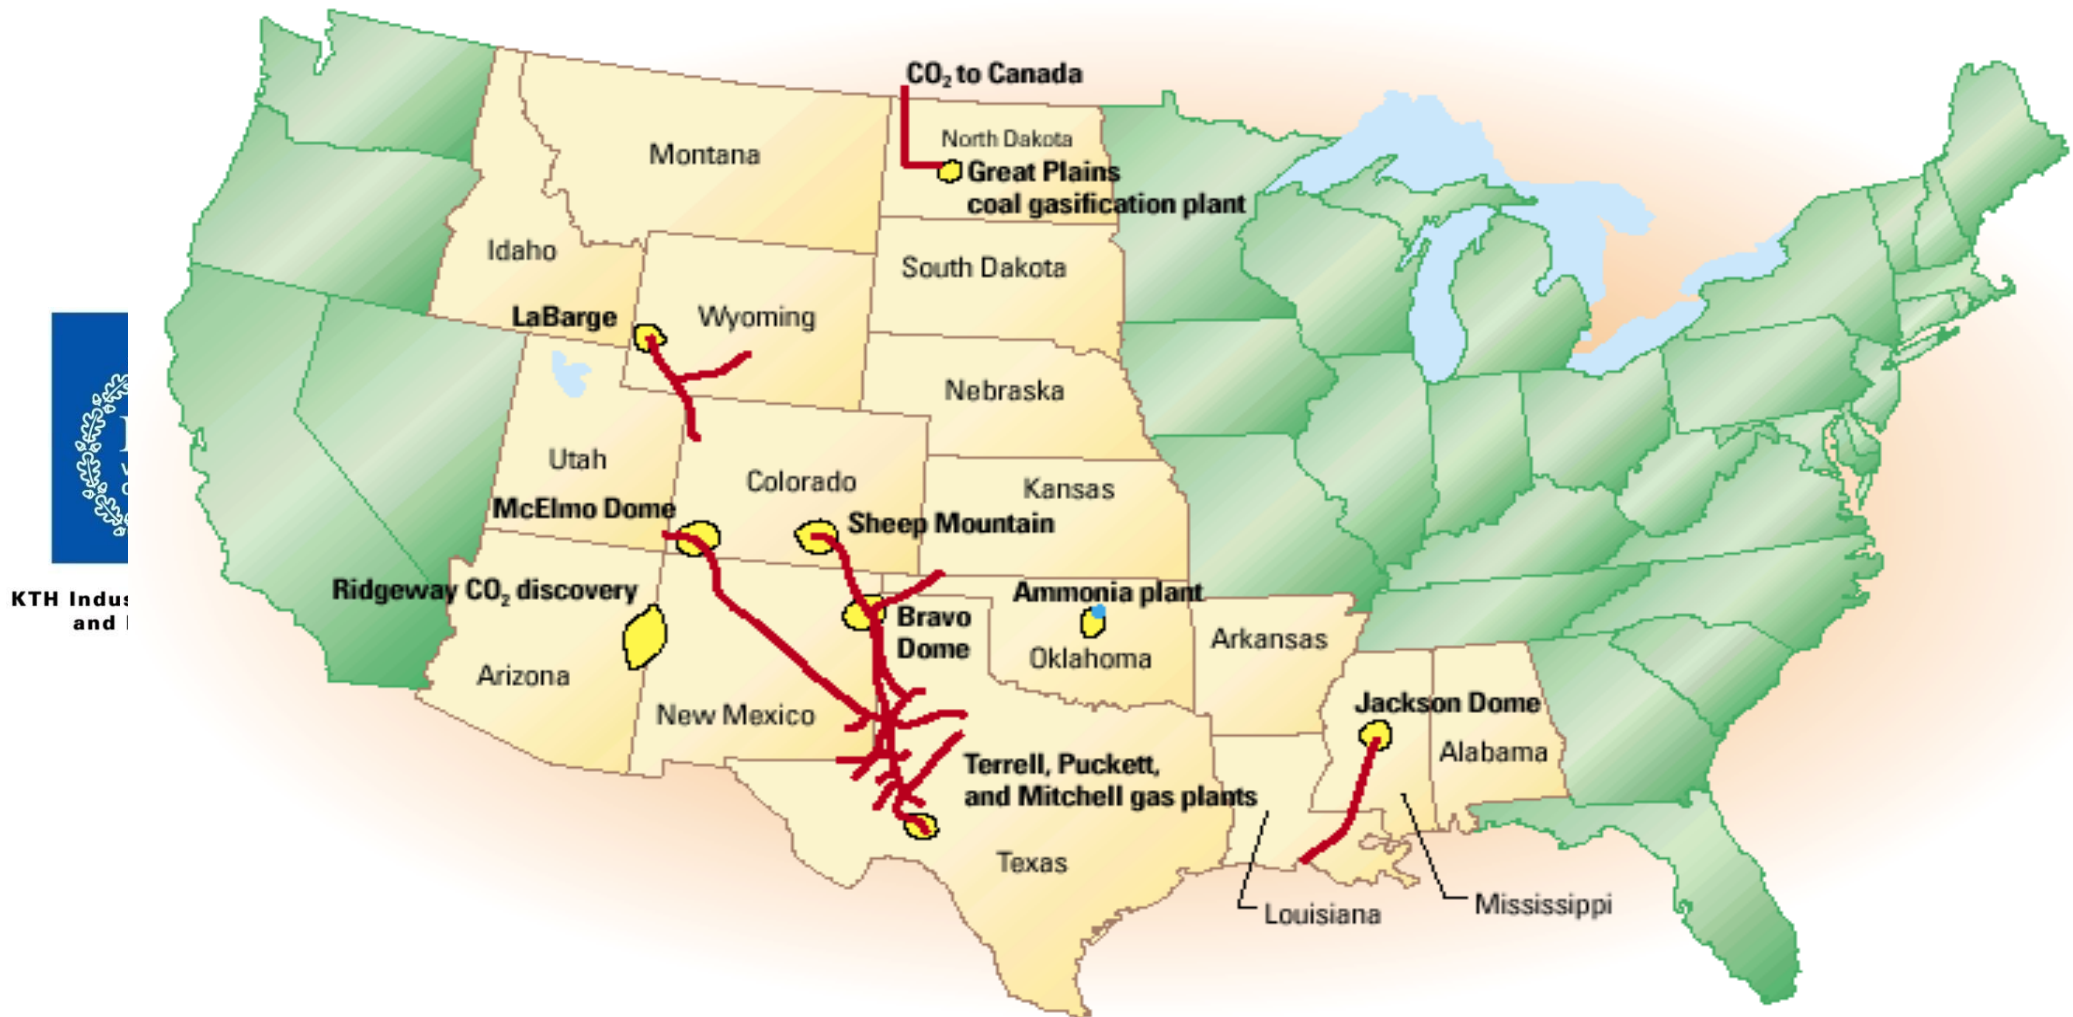 CO₂ to Canada
North Dakota
Montana
Great Plains
coal gasification plant
Idaho
South Dakota
LaBarge
Wyoming
Nebraska
Utah
Colorado
Kansas
McElmo Dome
Sheep Mountain
Ridgeway CO₂ discovery
Ammonia plant
Bravo
Dome
Arkansas
Oklahoma
Arizona
New Mexico
Jackson Dome
Alabama
Terrell, Puckett,
and Mitchell gas plants
Texas
Louisiana
Mississippi
KTH
and